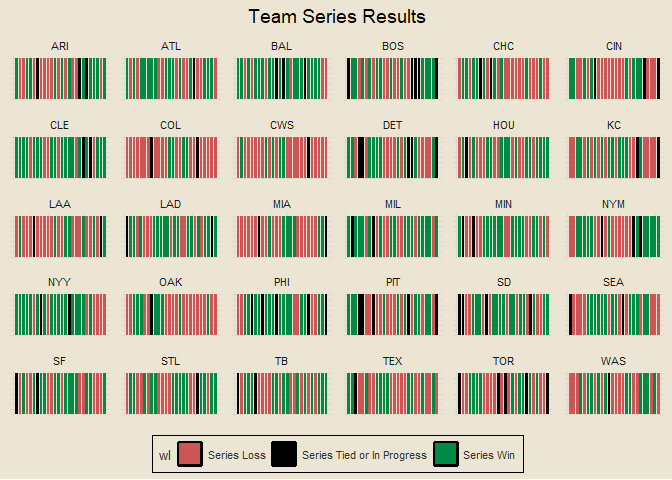 Team Series Results
ARI ATL BAL BOS CHC CIN
CLE COL CWS DET HOU KC
LAA LAD MIA MIL MIN NYM
NYY OAK PHI PIT SD SEA
SF STL TB TEX TOR WAS
wl Series Loss Series Tied or In Progress Series Win